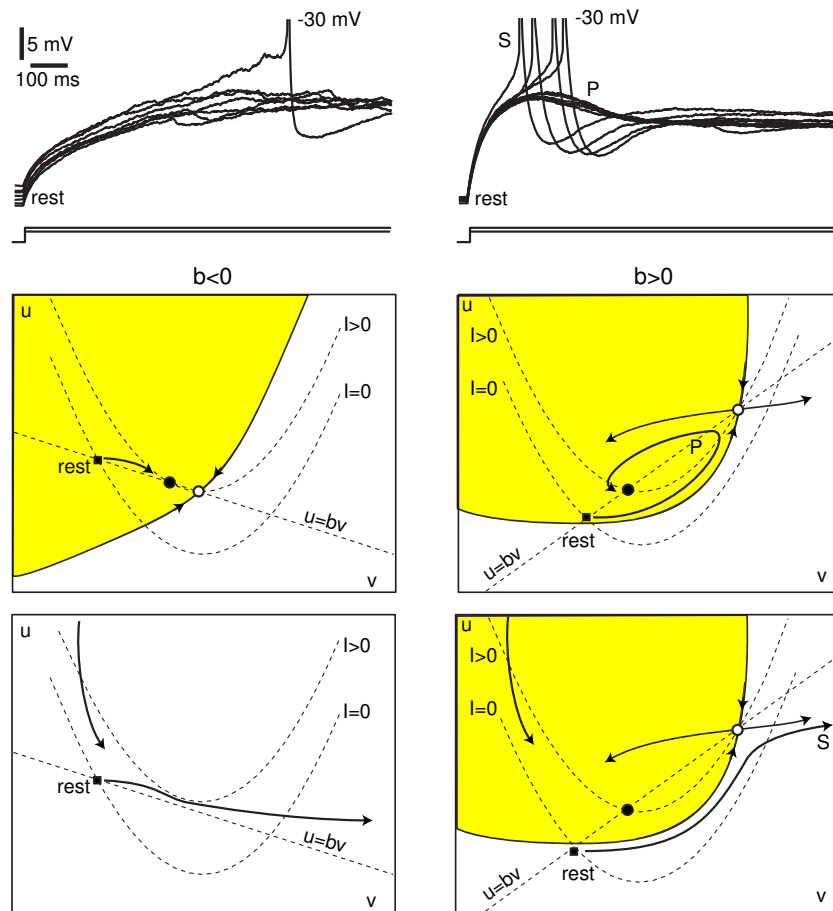 5 mV
100 ms
-30 mV
rest
-30 mV
S
P
rest
b<0
b>0
u
I>0
I=0
rest
u=bv
v
u
I>0
I=0
P
rest
u=bv
v
u
I>0
I=0
rest
u=bv
v
u
I>0
I=0
S
rest
u=bv
v